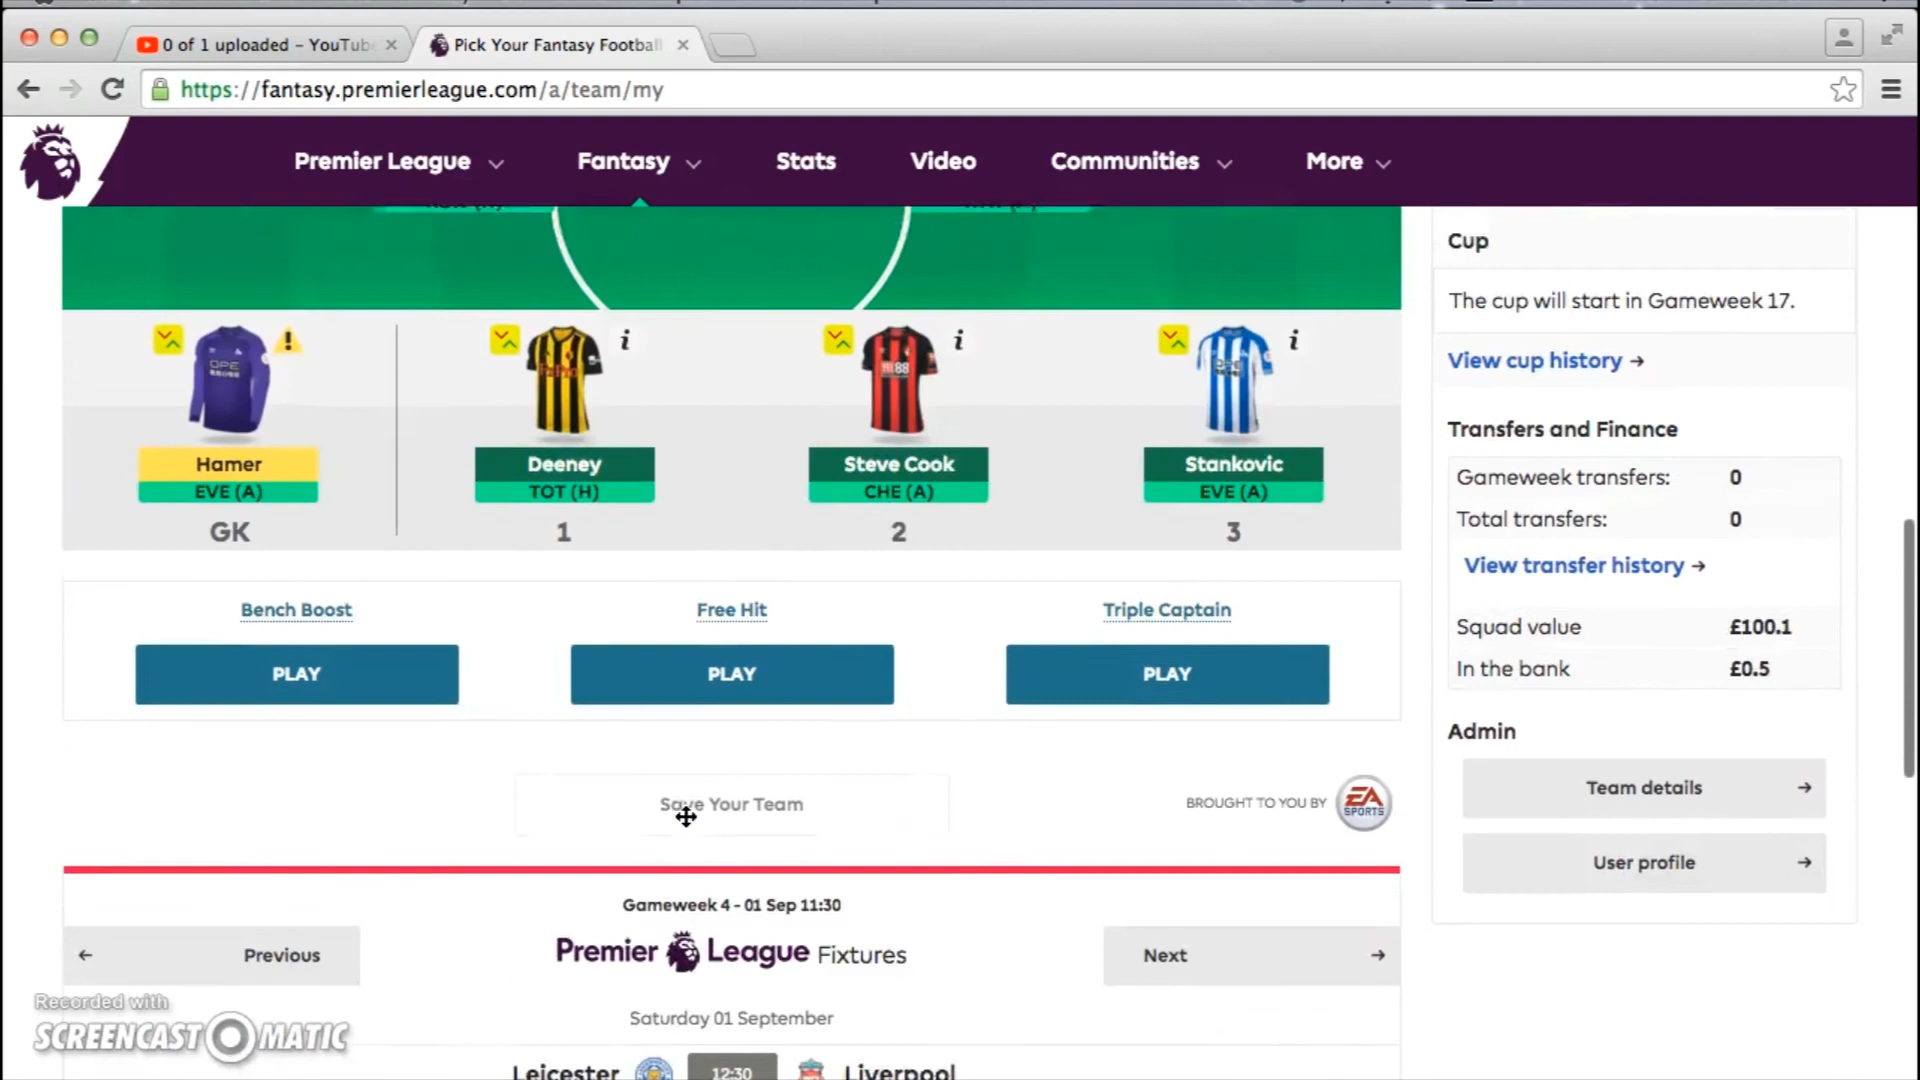 0 of 1 uploaded - YouTub
Pick Your Fantasy Football
https://fantasy.premierleague.com/a/team/my
Premier League
Fantasy
Stats
Video
Communities
More
Hamer
EVE (A)
GK
Deeney
TOT (H)
1
Steve Cook
CHE (A)
2
Stankovic
EVE (A)
3
Bench Boost
Free Hit
Triple Captain
PLAY
PLAY
PLAY
Save Your Team
BROUGHT TO YOU BY
EA
SPORTS
Gameweek 4 - 01 Sep 11:30
Previous
Premier League Fixtures
Next
Saturday 01 September
Leicester 12:30 Liverpool
Cup
The cup will start in Gameweek 17.
View cup history
Transfers and Finance
Gameweek transfers: 0
Total transfers: 0
View transfer history
Squad value £100.1
In the bank £0.5
Admin
Team details
User profile
Recorded with
SCREENCAST MATIC